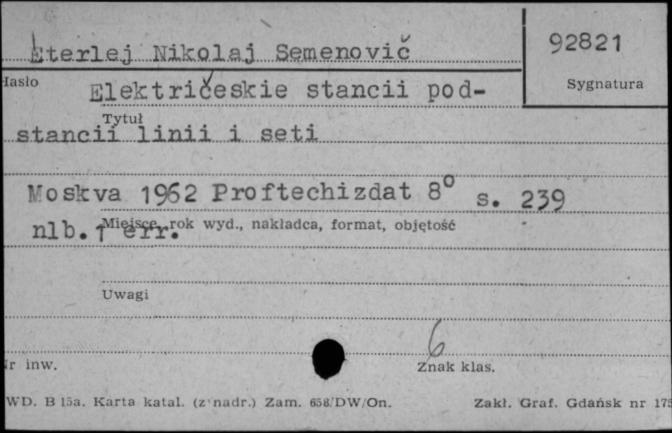 Eterlej Nikolaj Semenovič
92821
Hasło
Sygnatura
Električeskie stancii pod-
Tytuł
stancii linii i seti
Moskva 1962 Proftechizdat 8° s. 239
Miejsce, rok wyd., nakładca, format, objętość
nlb. 1 err.
Uwagi
6
Nr inw.
Znak klas.
WD. B 15a. Karta katal. (z nadr.) Zam. 658/DW/On.
Zakł. Graf. Gdańsk nr 175